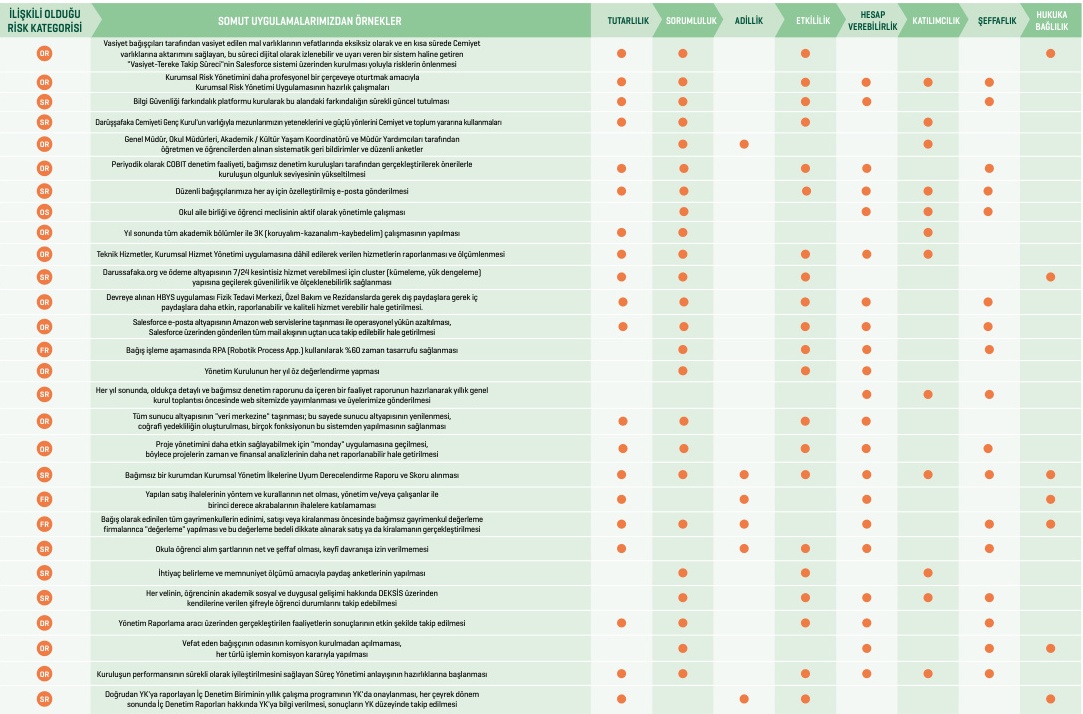 İLİŞKİLİ OLDUĞU
RİSK KATEGORİSİ
SOMUT UYGULAMALARIMIZDAN ÖRNEKLER
TUTARLILIK
SORUMLULUK
ADİLLİK
ETKİLİLİK
HESAP
VEREBİLİRLİK
KATILIMCILIK
ŞEFFAFLIK
HUKUKA
BAĞLILIK
OR
Vasiyet bağışçıları tarafından vasiyet edilen mal varlıklarının vefatlarında eksiksiz olarak ve en kısa sürede Cemiyet
varlıklarına aktarımını sağlayan, bu süreci dijital olarak izlenebilir ve uyarı veren bir sistem haline getiren
"Vasiyet-Tereke Takip Süreci"nin Salesforce sistemi üzerinden kurulması yoluyla risklerin önlenmesi
OR
Kurumsal Risk Yönetimini daha profesyonel bir çerçeveye oturtmak amacıyla
Kurumsal Risk Yönetimi Uygulamasının hazırlık çalışmaları
SR
Bilgi Güvenliği farkındalık platformu kurularak bu alandaki farkındalığın sürekli güncel tutulması
SR
Darüşşafaka Cemiyeti Genç Kurul'un varlığıyla mezunlarımızın yeteneklerini ve güçlü yönlerini Cemiyet ve toplum yararına kullanmaları
OR
Genel Müdür, Okul Müdürleri, Akademik / Kültür Yaşam Koordinatörü ve Müdür Yardımcıları tarafından
öğretmen ve öğrencilerden alınan sistematik geri bildirimler ve düzenli anketler
OR
Periyodik olarak COBIT denetim faaliyeti, bağımsız denetim kuruluşları tarafından gerçekleştirilerek önerilerle
kuruluşun olgunluk seviyesinin yükseltilmesi
SR
Düzenli bağışçılarımıza her ay için özelleştirilmiş e-posta gönderilmesi
OS
Okul aile birliği ve öğrenci meclisinin aktif olarak yönetimle çalışması
OR
Yıl sonunda tüm akademik bölümler ile 3K (koruyalım-kazanalım-kaybedelim) çalışmasının yapılması
OR
Teknik Hizmetler, Kurumsal Hizmet Yönetimi uygulamasına dâhil edilerek verilen hizmetlerin raporlanması ve ölçümlenmesi
SR
Darussafaka.org ve ödeme altyapısının 7/24 kesintisiz hizmet verebilmesi için cluster (kümeleme, yük dengeleme)
yapısına geçilerek güvenilirlik ve ölçeklenebilirlik sağlanması
OR
Devreye alınan HBYS uygulaması Fizik Tedavi Merkezi, Özel Bakım ve Rezidanslarda gerek dış paydaşlara gerek iç
paydaşlara daha etkin, raporlanabilir ve kaliteli hizmet verebilir hale getirilmesi.
OR
Salesforce e-posta altyapısının Amazon web servislerine taşınması ile operasyonel yükün azaltılması,
Salesforce üzerinden gönderilen tüm mail akışının uçtan uca takip edilebilir hale getirilmesi
FR
Bağış işleme aşamasında RPA (Robotik Process App.) kullanılarak %60 zaman tasarrufu sağlanması
OR
Yönetim Kurulunun her yıl öz değerlendirme yapması
SR
Her yıl sonunda, oldukça detaylı ve bağımsız denetim raporunu da içeren bir faaliyet raporunun hazırlanarak yıllık genel
kurul toplantısı öncesinde web sitemizde yayımlanması ve üyelerimize gönderilmesi
OR
Tüm sunucu altyapısının "veri merkezine" taşınması; bu sayede sunucu altyapısının yenilenmesi,
coğrafi yedekliliğin oluşturulması, birçok fonksiyonun bu sistemden yapılmasının sağlanması
OR
Proje yönetimini daha etkin sağlayabilmek için "monday" uygulamasına geçilmesi,
böylece projelerin zaman ve finansal analizlerinin daha net raporlanabilir hale getirilmesi
SR
Bağımsız bir kurumdan Kurumsal Yönetim İlkelerine Uyum Derecelendirme Raporu ve Skoru alınması
FR
Yapılan satış ihalelerinin yöntem ve kurallarının net olması, yönetim ve/veya çalışanlar ile
birinci derece akrabalarının ihalelere katılamaması
FR
Bağış olarak edinilen tüm gayrimenkullerin edinimi, satışı veya kiralanması öncesinde bağımsız gayrimenkul değerleme
firmalarınca "değerleme" yapılması ve bu değerleme bedeli dikkate alınarak satış ya da kiralamanın gerçekleştirilmesi
SR
Okula öğrenci alım şartlarının net ve şeffaf olması, keyfi davranışa izin verilmemesi
SR
İhtiyaç belirleme ve memnuniyet ölçümü amacıyla paydaş anketlerinin yapılması
SR
Her velinin, öğrencinin akademik sosyal ve duygusal gelişimi hakkında DEKSİS üzerinden
kendilerine verilen şifreyle öğrenci durumlarını takip edebilmesi
OR
Yönetim Raporlama aracı üzerinden gerçekleştirilen faaliyetlerin sonuçlarının etkin şekilde takip edilmesi
OR
Vefat eden bağışçının odasının komisyon kurulmadan açılmaması,
her türlü işlemin komisyon kararıyla yapılması
OR
Kuruluşun performansının sürekli olarak iyileştirilmesini sağlayan Süreç Yönetimi anlayışının hazırlıklarına başlanması
SR
Doğrudan YK'ya raporlayan İç Denetim Biriminin yıllık çalışma programının YK'da onaylanması, her çeyrek dönem
sonunda İç Denetim Raporları hakkında YK'ya bilgi verilmesi, sonuçların YK düzeyinde takip edilmesi